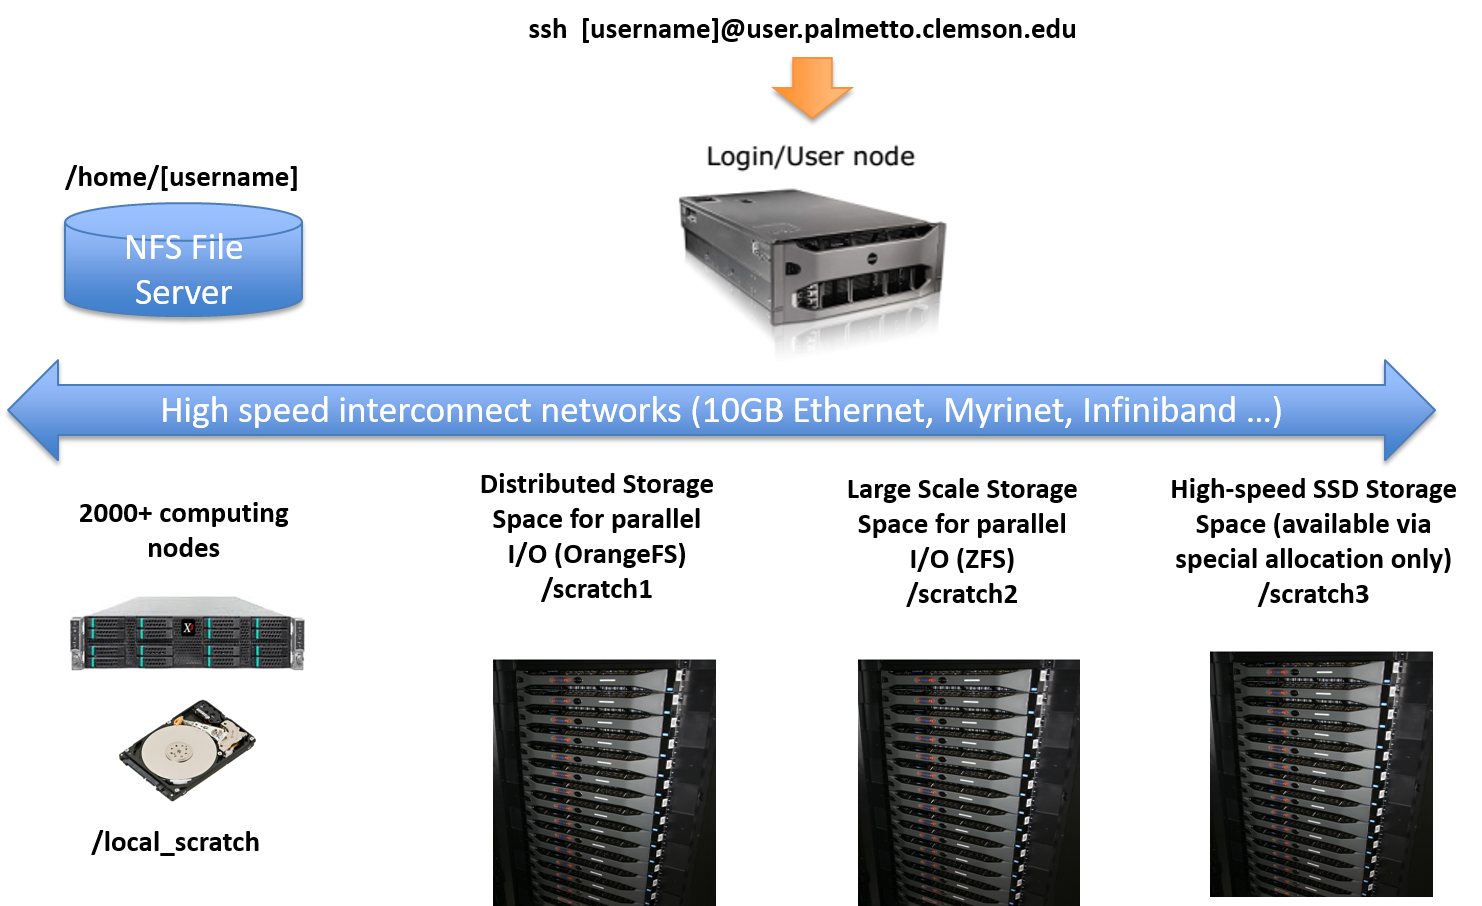 ssh [username]@user.palmetto.clemson.edu
Login/User node
/home/[username]
NFS File
Server
High speed interconnect networks (10GB Ethernet, Myrinet, Infiniband ...)
2000+ computing
nodes
/local_scratch
Distributed Storage
Space for parallel
I/O (OrangeFS)
/scratch1
Large Scale Storage
Space for parallel
I/O (ZFS)
/scratch2
High-speed SSD Storage
Space (available via
special allocation only)
/scratch3